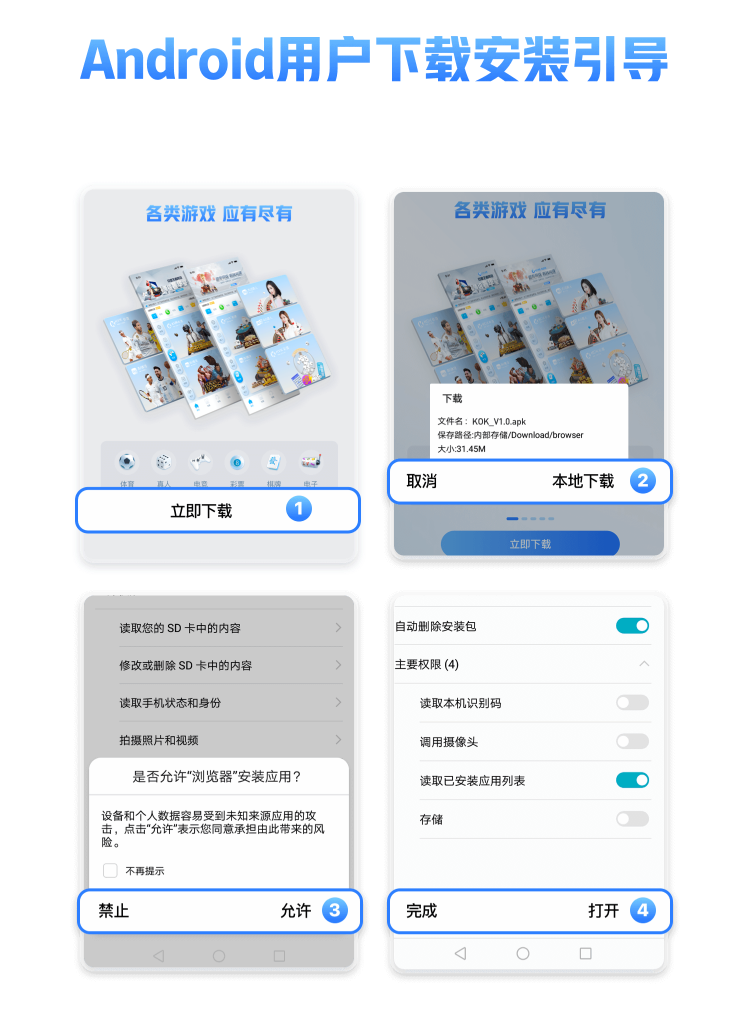 Android用户下载安装引导
各类游戏 应有尽有
体育 真人 电竞 彩票 棋牌 电子
立即下载 1
各类游戏 应有尽有
下载
文件名： KOK_V1.0.apk
保存路径:内部存储/Download/browser
大小:31.45M
取消 本地下载 2
立即下载
读取您的 SD 卡中的内容
修改或删除 SD 卡中的内容
读取手机状态和身份
拍摄照片和视频
是否允许“浏览器”安装应用？
设备和个人数据容易受到未知来源应用的攻
击，点击“允许”表示您同意承担由此带来的风
险。
不再提示
禁止 允许 3
自动删除安装包
主要权限 (4)
读取本机识别码
调用摄像头
读取已安装应用列表
存储
完成 打开 4